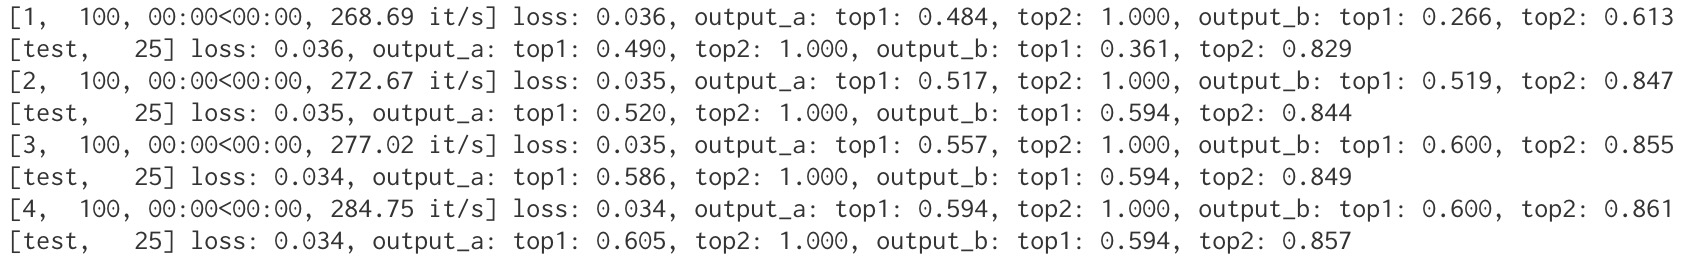 [1,  100, 00:00<00:00, 268.69 it/s] loss: 0.036, output_a: top1: 0.484, top2: 1.000, output_b: top1: 0.266, top2: 0.613
[test,   25] loss: 0.036, output_a: top1: 0.490, top2: 1.000, output_b: top1: 0.361, top2: 0.829
[2,  100, 00:00<00:00, 272.67 it/s] loss: 0.035, output_a: top1: 0.517, top2: 1.000, output_b: top1: 0.519, top2: 0.847
[test,   25] loss: 0.035, output_a: top1: 0.520, top2: 1.000, output_b: top1: 0.594, top2: 0.844
[3,  100, 00:00<00:00, 277.02 it/s] loss: 0.035, output_a: top1: 0.557, top2: 1.000, output_b: top1: 0.600, top2: 0.855
[test,   25] loss: 0.034, output_a: top1: 0.586, top2: 1.000, output_b: top1: 0.594, top2: 0.849
[4,  100, 00:00<00:00, 284.75 it/s] loss: 0.034, output_a: top1: 0.594, top2: 1.000, output_b: top1: 0.600, top2: 0.861
[test,   25] loss: 0.034, output_a: top1: 0.605, top2: 1.000, output_b: top1: 0.594, top2: 0.857